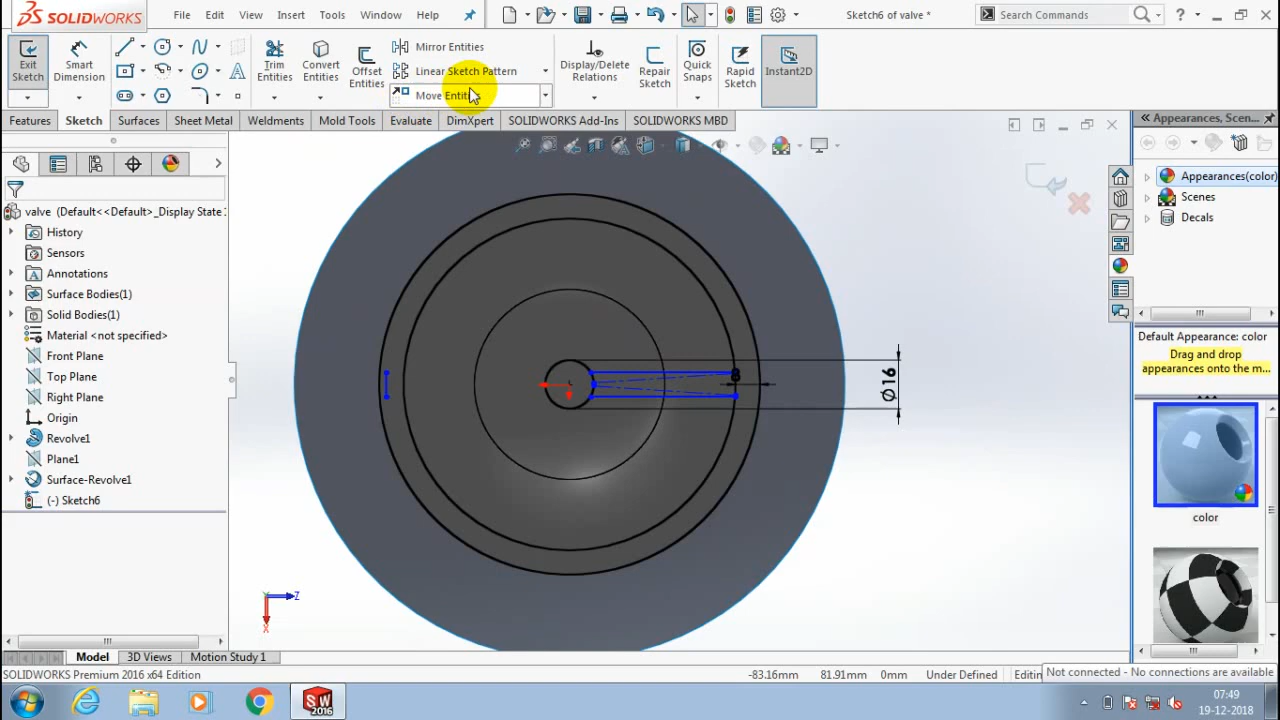 SOLIDWORKS File Edit View Insert Tools Window Help Sketch6 of valve * Search Commands ?
Exit Sketch
Smart Dimension
Trim Entities
Convert Entities
Offset Entities
Mirror Entities
Linear Sketch Pattern
Move Entities
Display/Delete Relations
Repair Sketch
Quick Snaps
Rapid Sketch
Instant2D
Features Sketch Surfaces Sheet Metal Weldments Mold Tools Evaluate DimXpert SOLIDWORKS Add-Ins SOLIDWORKS MBD
Appearances, Scen...
valve (Default<<Default>_Display State
History
Sensors
Annotations
Surface Bodies(1)
Solid Bodies(1)
Material <not specified>
Front Plane
Top Plane
Right Plane
Origin
Revolve1
Plane1
Surface-Revolve1
(-) Sketch6
8
Ø16
Z
X
Appearances(color)
Scenes
Decals
Default Appearance: color
Drag and drop
appearances onto the m...
color
Model 3D Views Motion Study 1
SOLIDWORKS Premium 2016 x64 Edition -83.16mm 81.91mm 0mm Under Defined Editin
Not connected - No connections are available
SW
2016
07:49
19-12-2018